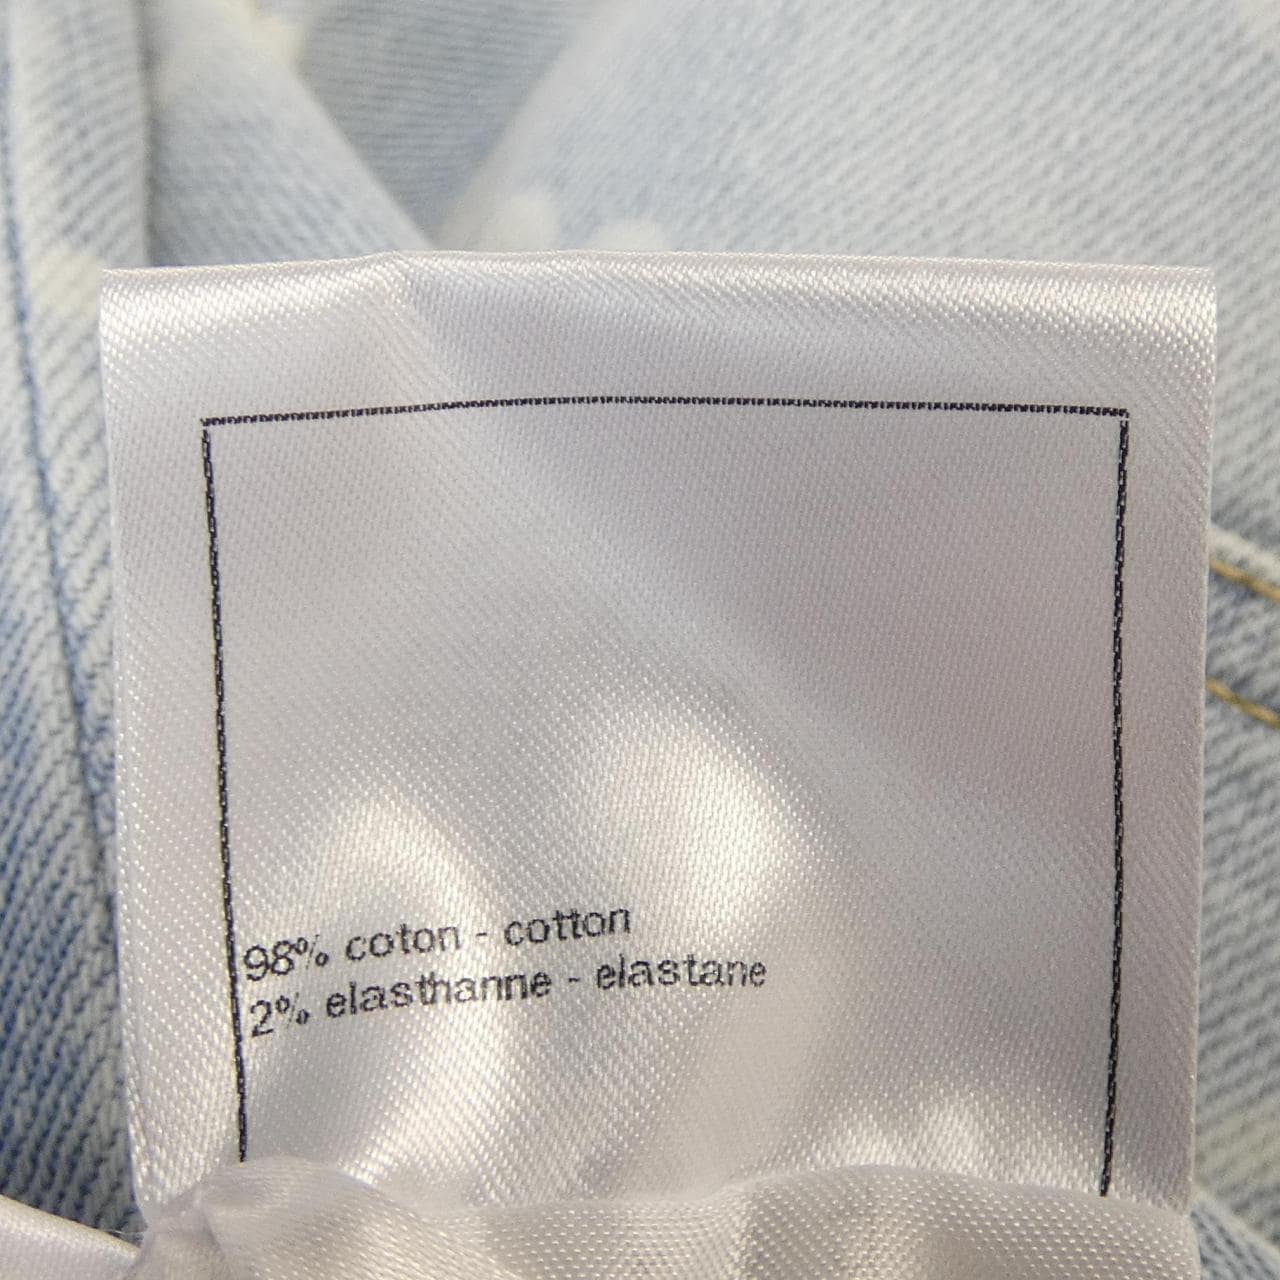 98% coton - cotton
2% elasthanne - elastane